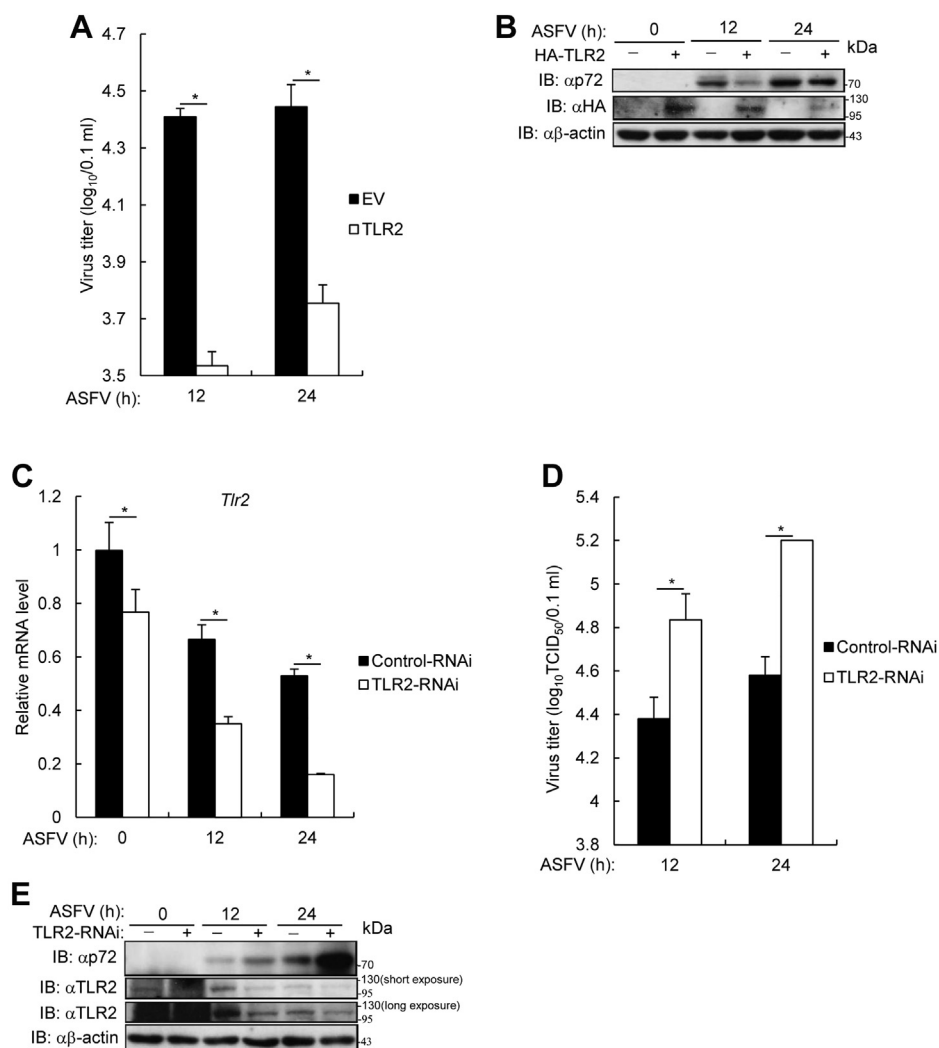 A
4.7
4.5
4.3
4.1
3.9
3.7
3.5
Virus titer (log10/0.1 ml)
*
*
EV
TLR2
ASFV (h): 12 24
B
ASFV (h): 0 12 24
HA-TLR2 – + – + – + kDa
IB: αp72 -70
IB: αHA -130
-95
IB: αβ-actin -43
C
Tlr2
1.2
1
0.8
0.6
0.4
0.2
0
Relative mRNA level
*
*
*
Control-RNAi
TLR2-RNAi
ASFV (h): 0 12 24
D
5.4
5.2
5
4.8
4.6
4.4
4.2
4
3.8
Virus titer (log10TCID50/0.1 ml)
*
*
Control-RNAi
TLR2-RNAi
ASFV (h): 12 24
E
ASFV (h): 0 12 24
TLR2-RNAi: – + – + – + kDa
IB: αp72 -70
IB: αTLR2 -130(short exposure)
-95
IB: αTLR2 -130(long exposure)
-95
IB: αβ-actin -43